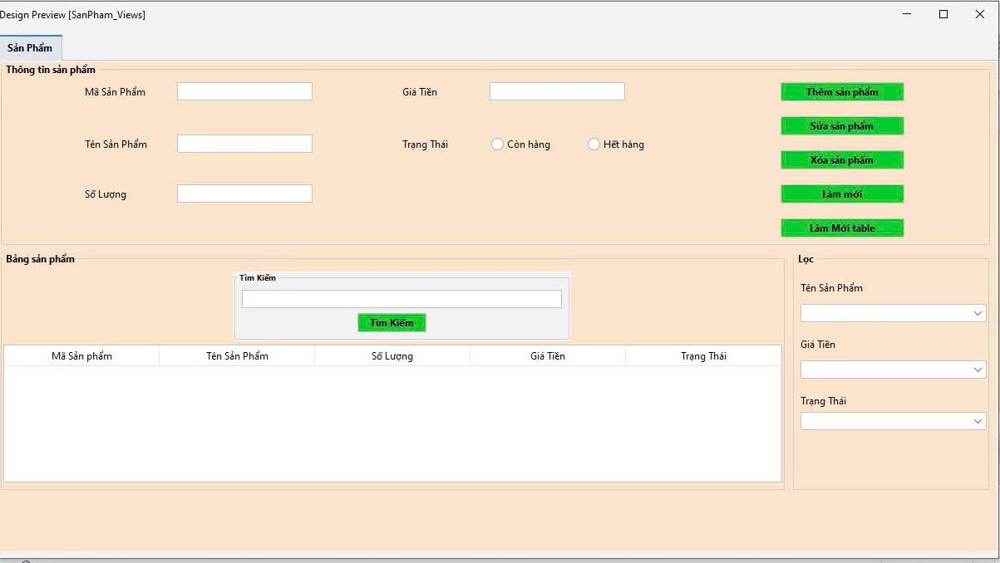 Design Preview [SanPham_Views]
Sản Phẩm
Thông tin sản phẩm
Mã Sản Phẩm
Giá Tiền
Thêm sản phẩm
Sửa sản phẩm
Tên Sản Phẩm
Trạng Thái
Còn hàng
Hết hàng
Xóa sản phẩm
Số Lượng
Làm mới
Làm Mới table
Bảng sản phẩm
Tìm Kiếm
Tìm Kiếm
Mã Sản phẩm
Tên Sản Phẩm
Số Lượng
Giá Tiền
Trạng Thái
Lọc
Tên Sản Phẩm
Giá Tiền
Trạng Thái